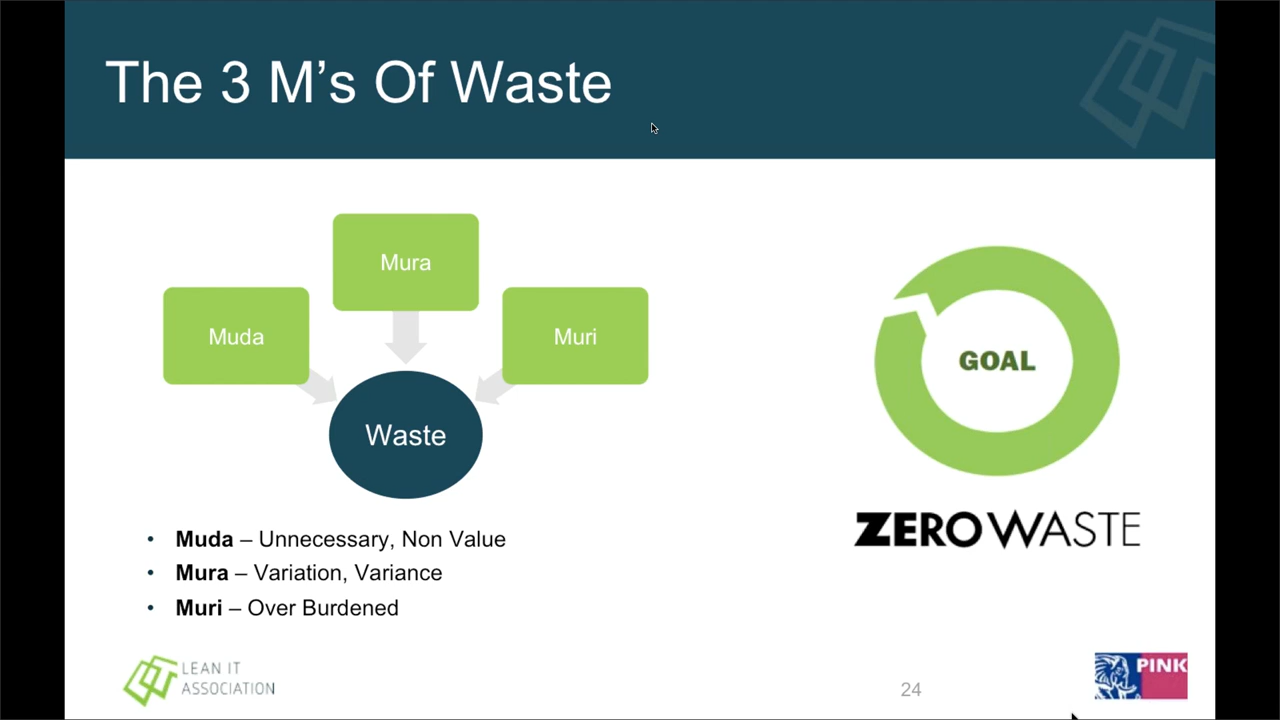 The 3 M's Of Waste
Mura
Muda
Muri
Waste
GOAL
ZEROWASTE
• Muda – Unnecessary, Non Value
• Mura – Variation, Variance
• Muri – Over Burdened
LEAN IT
ASSOCIATION
24
PINK